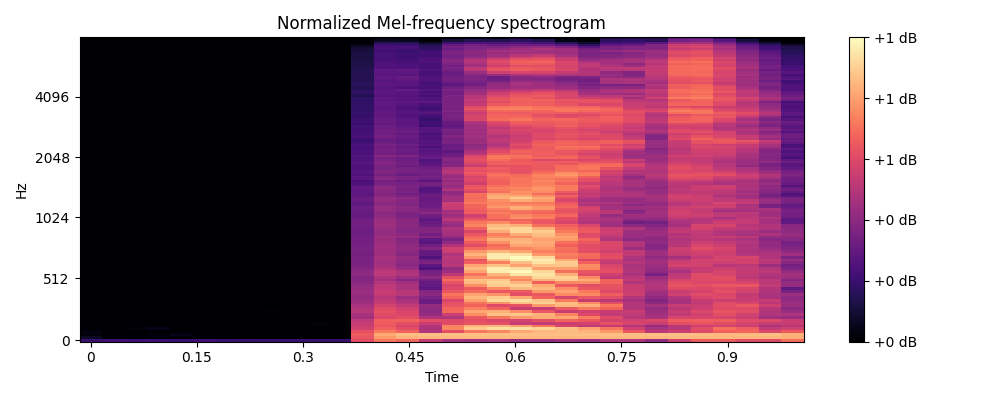 Normalized Mel-frequency spectrogram
Hz
4096
2048
1024
512
0
0 0.15 0.3 0.45 0.6 0.75 0.9
Time
+1 dB
+1 dB
+1 dB
+0 dB
+0 dB
+0 dB